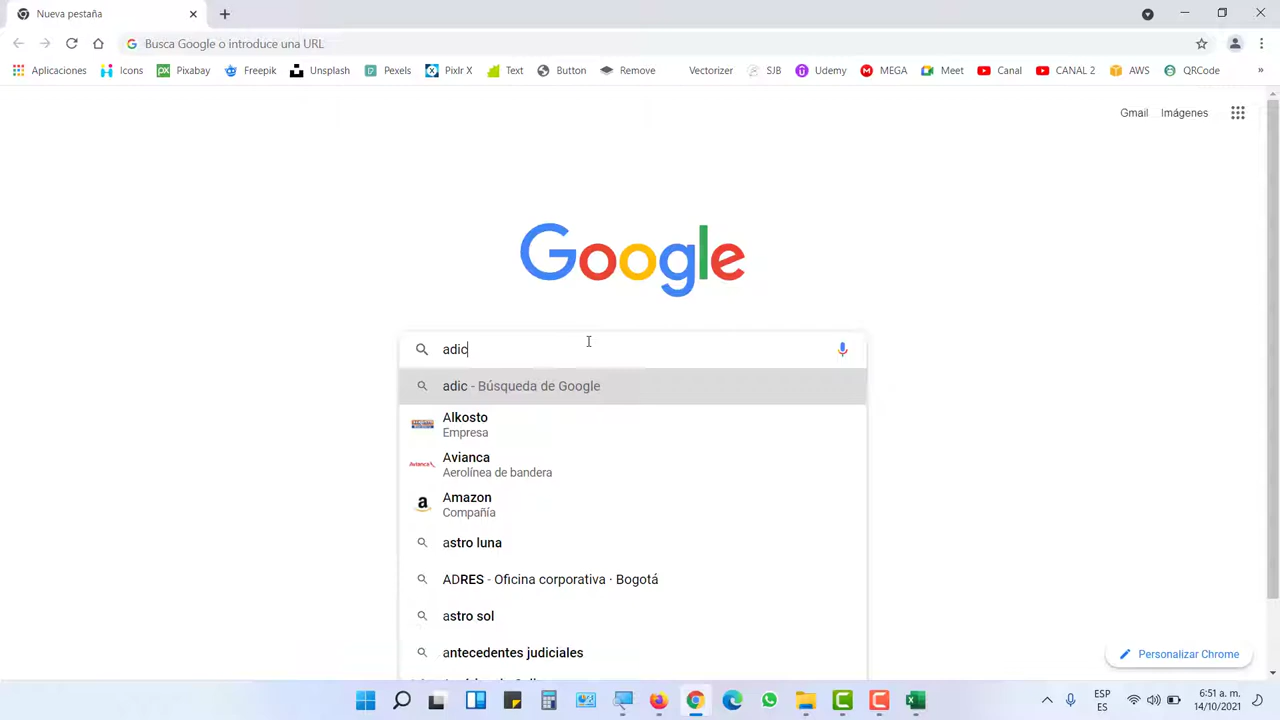 Nueva pestaña
Busca Google o introduce una URL
Aplicaciones Icons Pixabay Freepik Unsplash Pexels Pixlr X Text Button Remove Vectorizer SJB Udemy MEGA Meet Canal CANAL 2 AWS QRCode »
Gmail Imágenes
Google
adic
adic - Búsqueda de Google
Alkosto
Empresa
Avianca
Aerolínea de bandera
Amazon
Compañía
astro luna
ADRES - Oficina corporativa · Bogotá
astro sol
antecedentes judiciales
Personalizar Chrome
ESP
ES
6:51 a. m.
14/10/2021